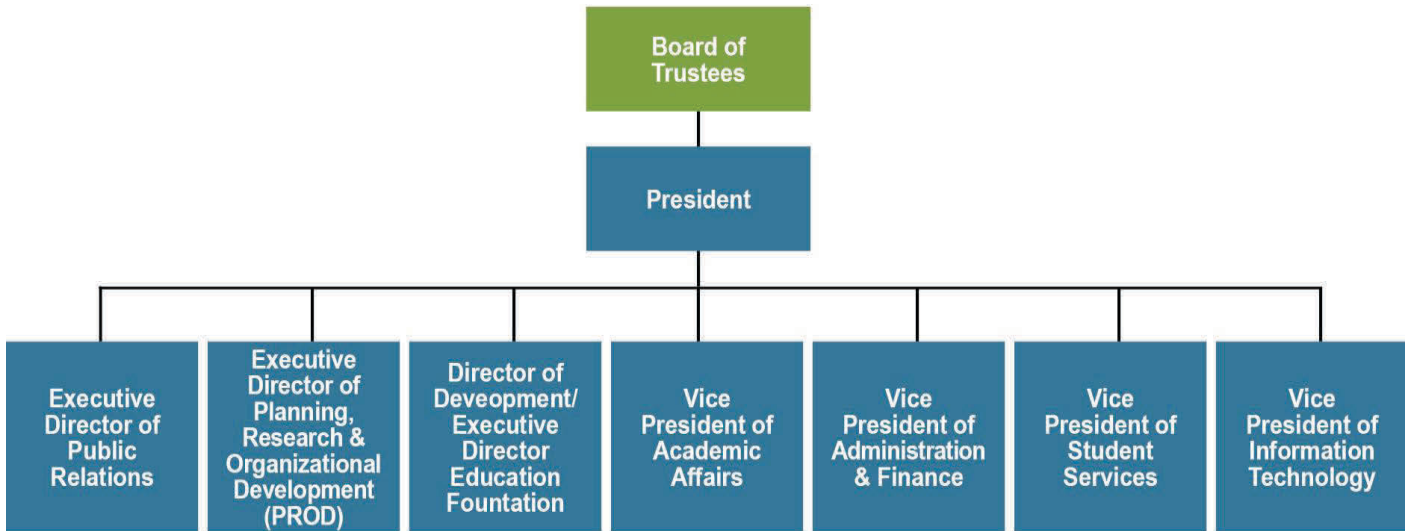 Board of
Trustees
President
Executive
Director of
Public
Relations
Executive
Director of
Planning,
Research &
Organizational
Development
(PROD)
Director of
Deveopment/
Executive
Director
Education
Fountation
Vice
President of
Academic
Affairs
Vice
President of
Administration
& Finance
Vice
President of
Student
Services
Vice
President of
Information
Technology